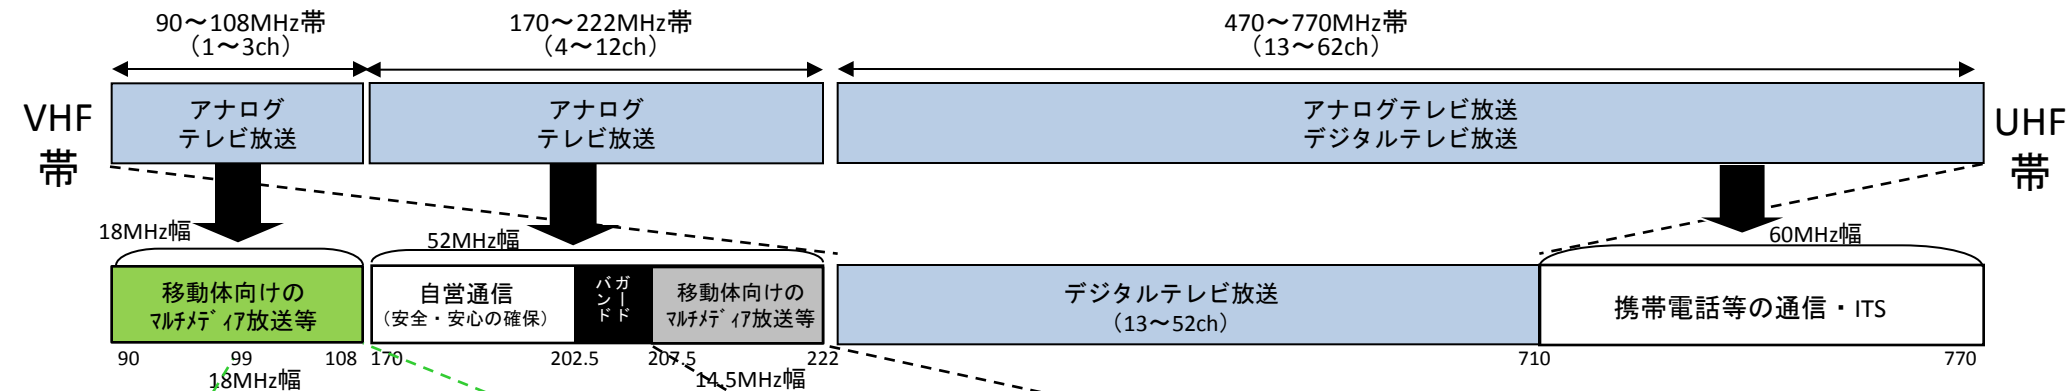 90～108MHz帯
（1～3ch）
170～222MHz帯
（4～12ch）
470～770MHz帯
（13～62ch）
VHF
帯
アナログ
テレビ放送
アナログ
テレビ放送
アナログテレビ放送
デジタルテレビ放送
UHF
帯
18MHz幅
52MHz幅
60MHz幅
移動体向けの
ﾏﾙﾁﾒﾃﾞｨｱ放送等
自営通信
（安全・安心の確保）
ガード
バンド
移動体向けの
ﾏﾙﾁﾒﾃﾞｨｱ放送等
デジタルテレビ放送
（13～52ch）
携帯電話等の通信・ITS
90 99 108 170 202.5 207.5 222 710 770
18MHz幅 14.5MHz幅